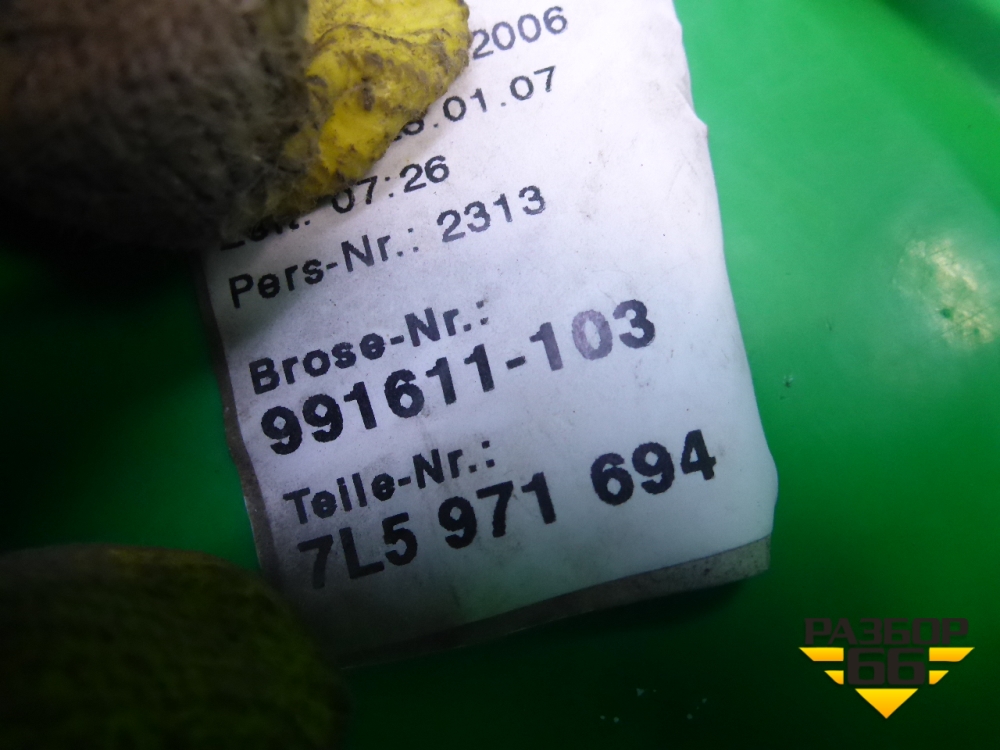 2006
.01.07
07:26
Pers-Nr.: 2313
Brose-Nr.:
991611-103
Teile-Nr.:
7L5 971 694
РАЗБОР
66